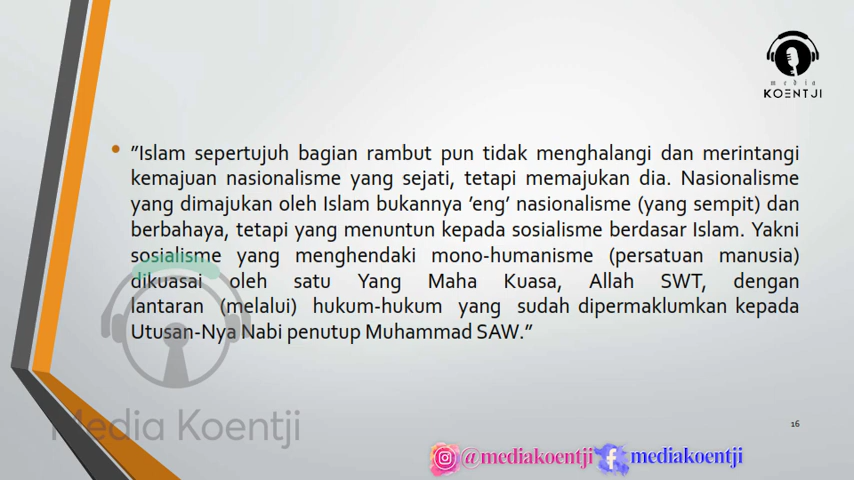 media
KOENTJI
• "Islam sepertujuh bagian rambut pun tidak menghalangi dan merintangi
kemajuan nasionalisme yang sejati, tetapi memajukan dia. Nasionalisme
yang dimajukan oleh Islam bukannya 'eng' nasionalisme (yang sempit) dan
berbahaya, tetapi yang menuntun kepada sosialisme berdasar Islam. Yakni
sosialisme yang menghendaki mono-humanisme (persatuan manusia)
dikuasai oleh satu Yang Maha Kuasa, Allah SWT, dengan
lantaran (melalui) hukum-hukum yang sudah dipermaklumkan kepada
Utusan-Nya Nabi penutup Muhammad SAW."
Media Koentji
16
@mediakoentji mediakoentji